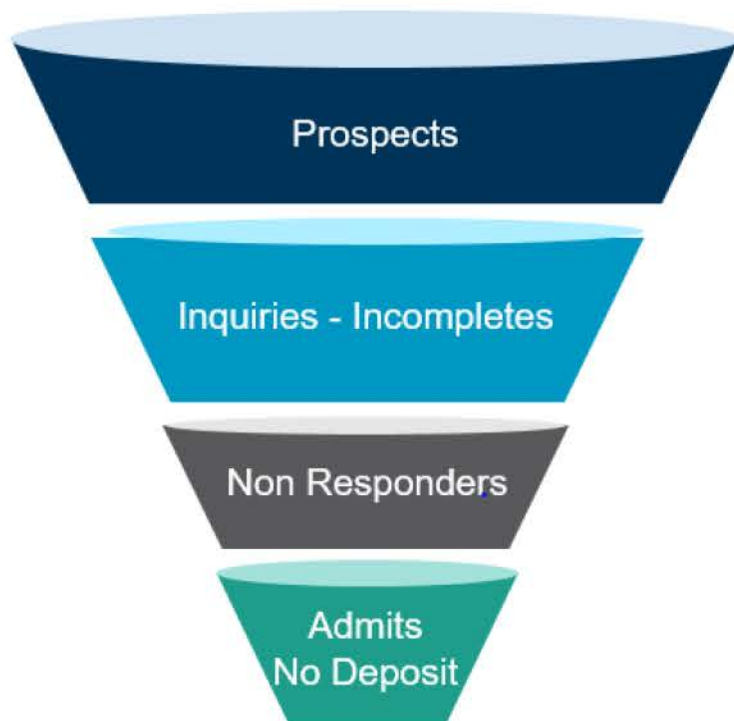 Prospects
Inquiries - Incompletes
Non Responders
Admits
No Deposit